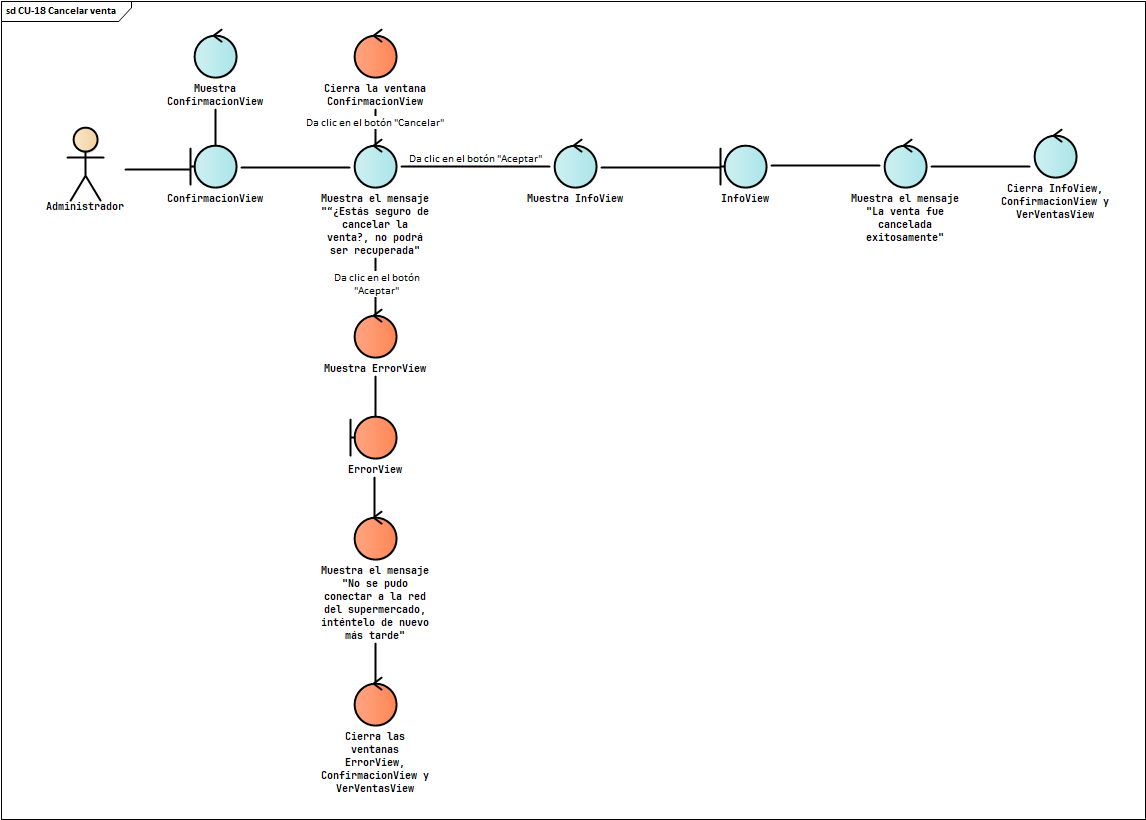 sd CU-18 Cancelar venta
Muestra
ConfirmacionView
Cierra la ventana
ConfirmacionView
Da clic en el botón "Cancelar"
Administrador
ConfirmacionView
Muestra el mensaje
"“¿Estás seguro de
cancelar la
venta?, no podrá
ser recuperada"
Da clic en el botón "Aceptar"
Muestra InfoView
InfoView
Muestra el mensaje
"La venta fue
cancelada
exitosamente"
Cierra InfoView,
ConfirmacionView y
VerVentasView
Da clic en el botón
"Aceptar"
Muestra ErrorView
ErrorView
Muestra el mensaje
"No se pudo
conectar a la red
del supermercado,
inténtelo de nuevo
más tarde"
Cierra las
ventanas
ErrorView,
ConfirmacionView y
VerVentasView